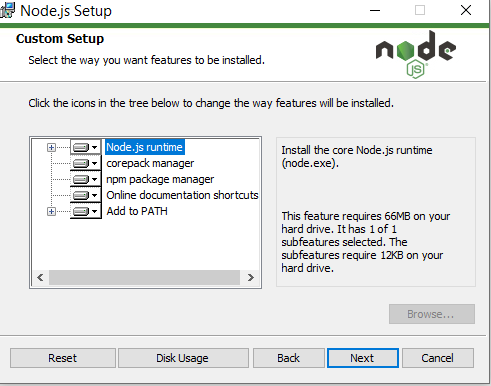 Node.js Setup
Custom Setup
Select the way you want features to be installed.
node
JS
Click the icons in the tree below to change the way features will be installed.
Node.js runtime
corepack manager
npm package manager
Online documentation shortcuts
Add to PATH
Install the core Node.js runtime
(node.exe).
This feature requires 66MB on your
hard drive. It has 1 of 1
subfeatures selected. The
subfeatures require 12KB on your
hard drive.
Browse...
Reset
Disk Usage
Back
Next
Cancel